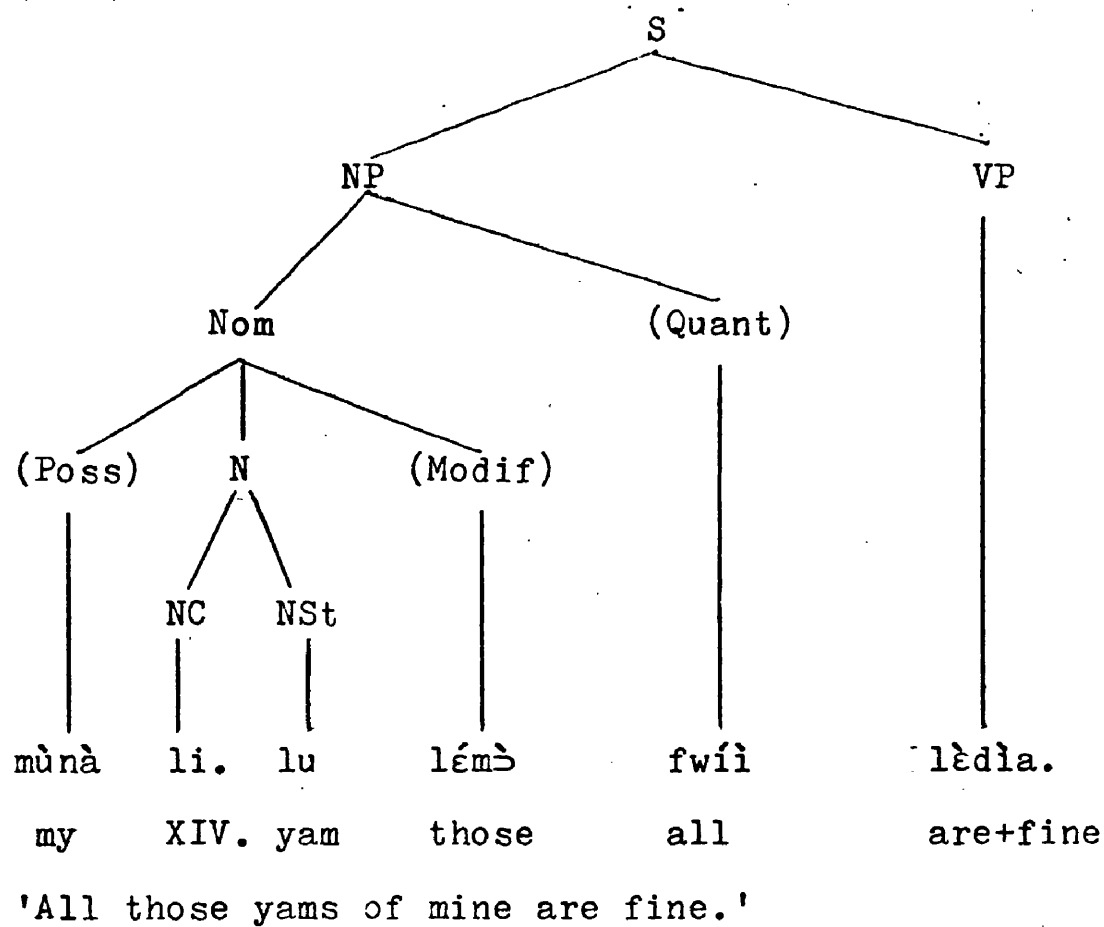 S
NP VP
Nom (Quant)
(Poss) N (Modif)
NC NSt
mùnà li. lu lɛ́mɔ̀ fwíì lɛ̀dìa.
my XIV. yam those all are+fine
'All those yams of mine are fine.'